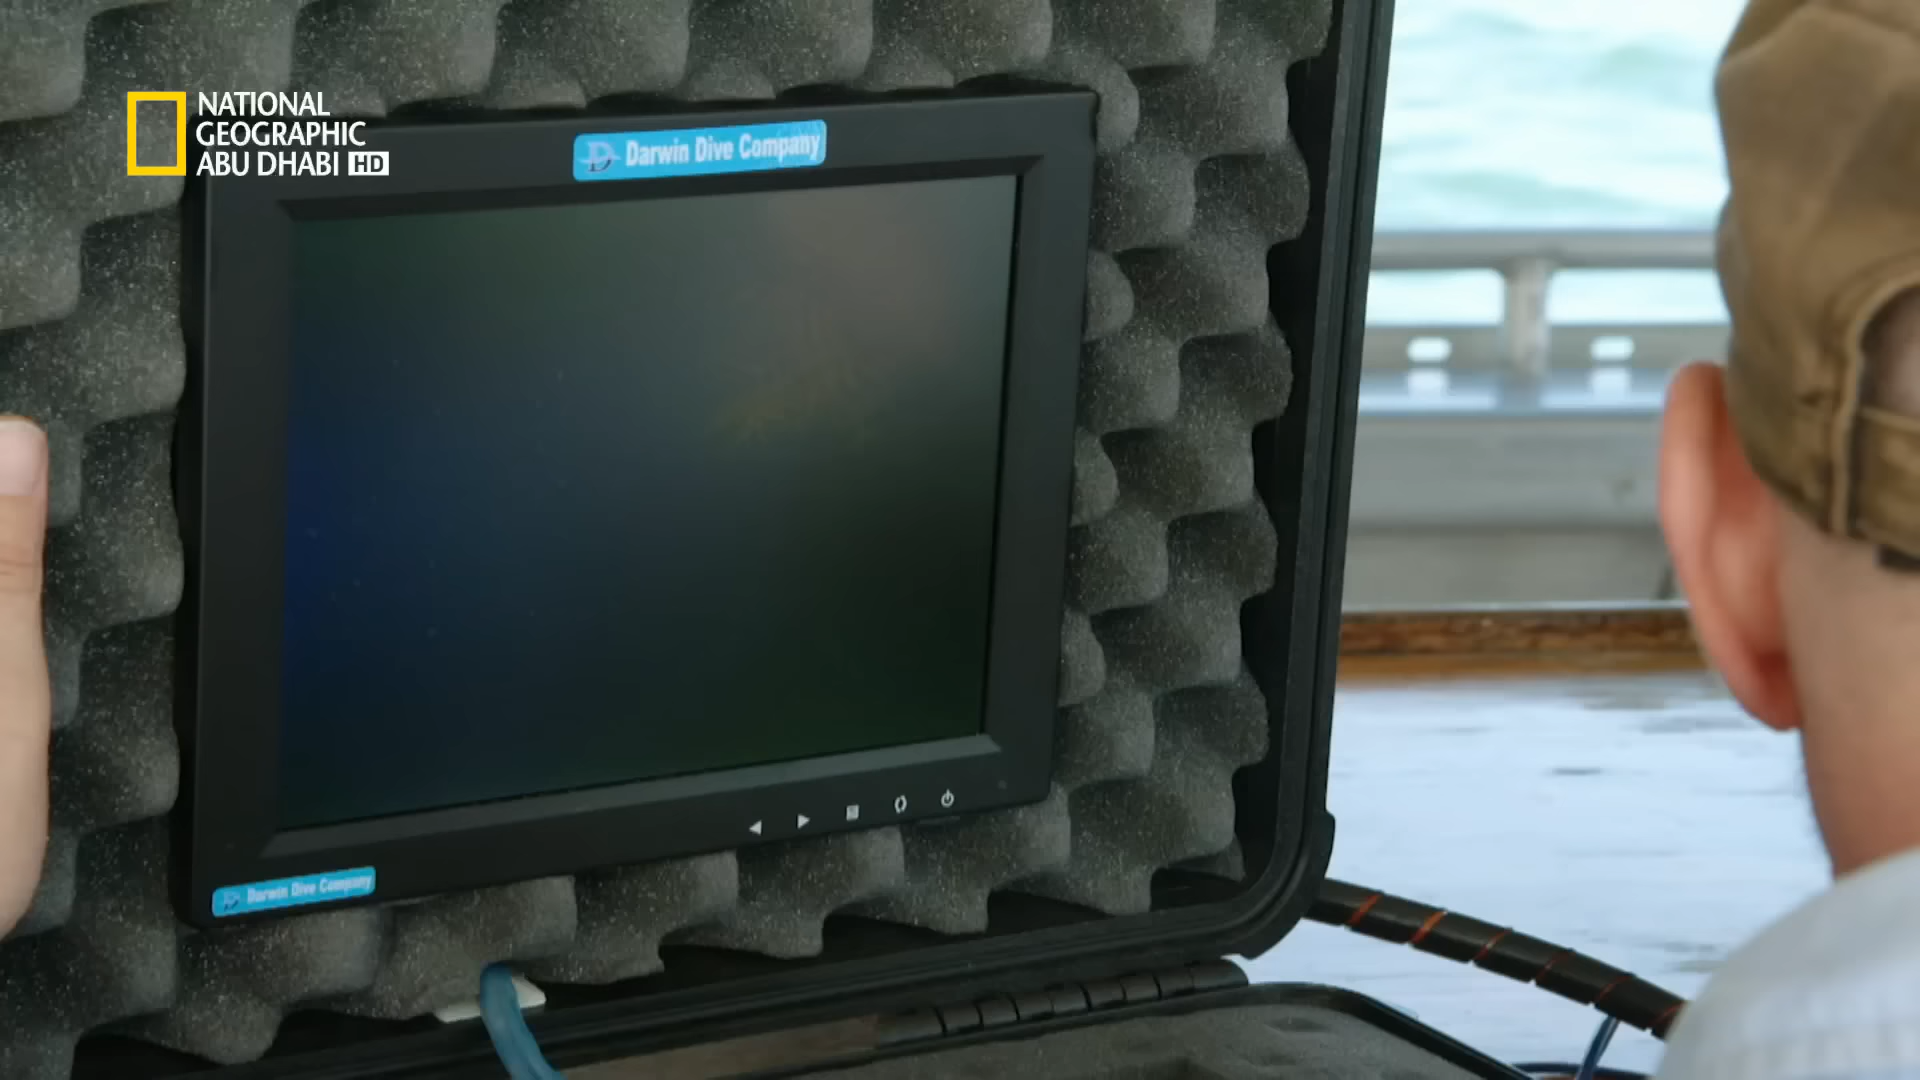 NATIONAL
GEOGRAPHIC
ABU DHABI HD
Darwin Dive Company
Darwin Dive Company